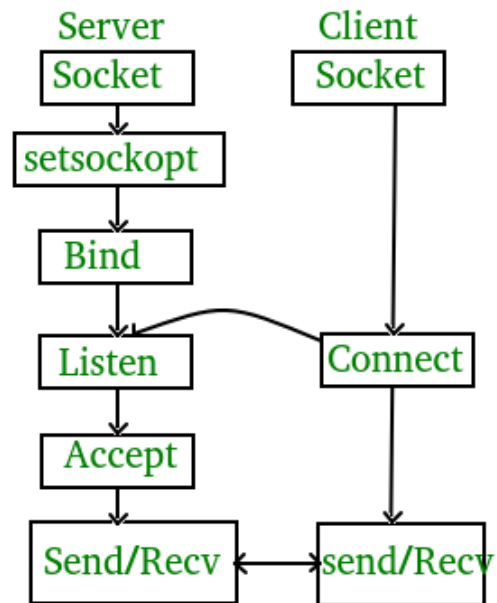 Server
Client
Socket
Socket
setsockopt
Bind
Listen
Connect
Accept
Send/Recv
send/Recv